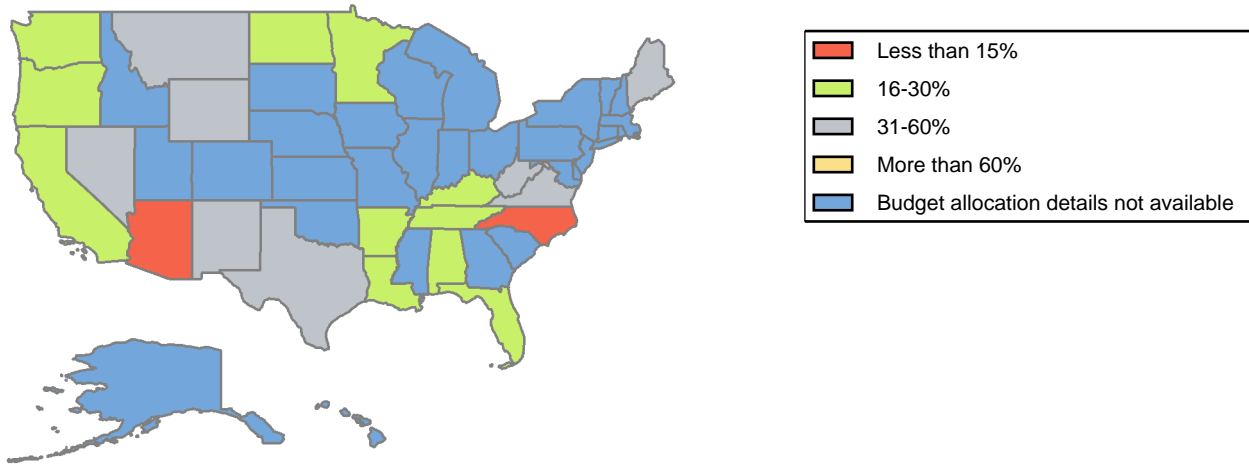 Less than 15%
16-30%
31-60%
More than 60%
Budget allocation details not available